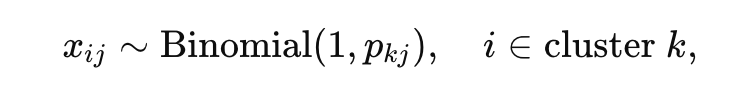 x_{ij} ∼ Binomial(1, p_{kj}), i ∈ cluster k,